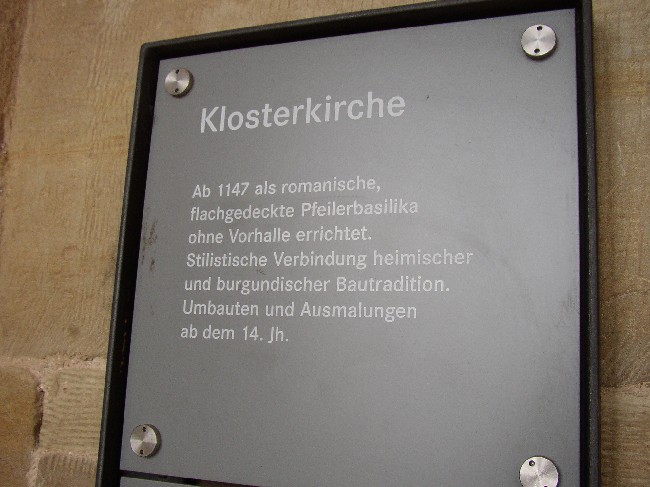 Klosterkirche
Ab 1147 als romanische,
flachgedeckte Pfeilerbasilika
ohne Vorhalle errichtet.
Stilistische Verbindung heimischer
und burgundischer Bautradition.
Umbauten und Ausmalungen
ab dem 14. Jh.